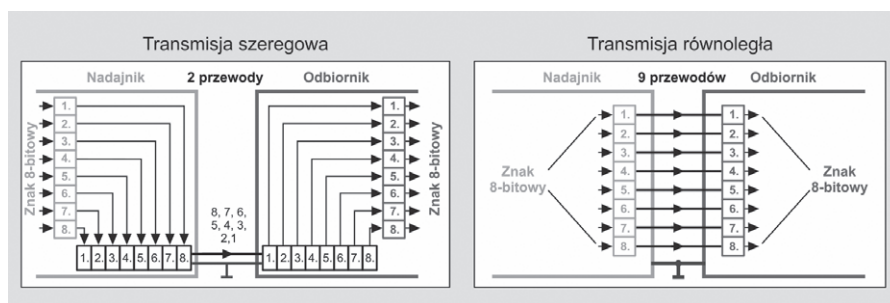 Transmisja szeregowa
Nadajnik 2 przewody Odbiornik
Znak 8-bitowy
1.
2.
3.
4.
5.
6.
7.
8.
1. 2. 3. 4. 5. 6. 7. 8.
8, 7, 6,
5, 4, 3,
2,1
1. 2. 3. 4. 5. 6. 7. 8.
1.
2.
3.
4.
5.
6.
7.
8.
Znak 8-bitowy
Transmisja równoległa
Nadajnik 9 przewodów Odbiornik
Znak
8-bitowy
1.
2.
3.
4.
5.
6.
7.
8.
1.
2.
3.
4.
5.
6.
7.
8.
Znak
8-bitowy